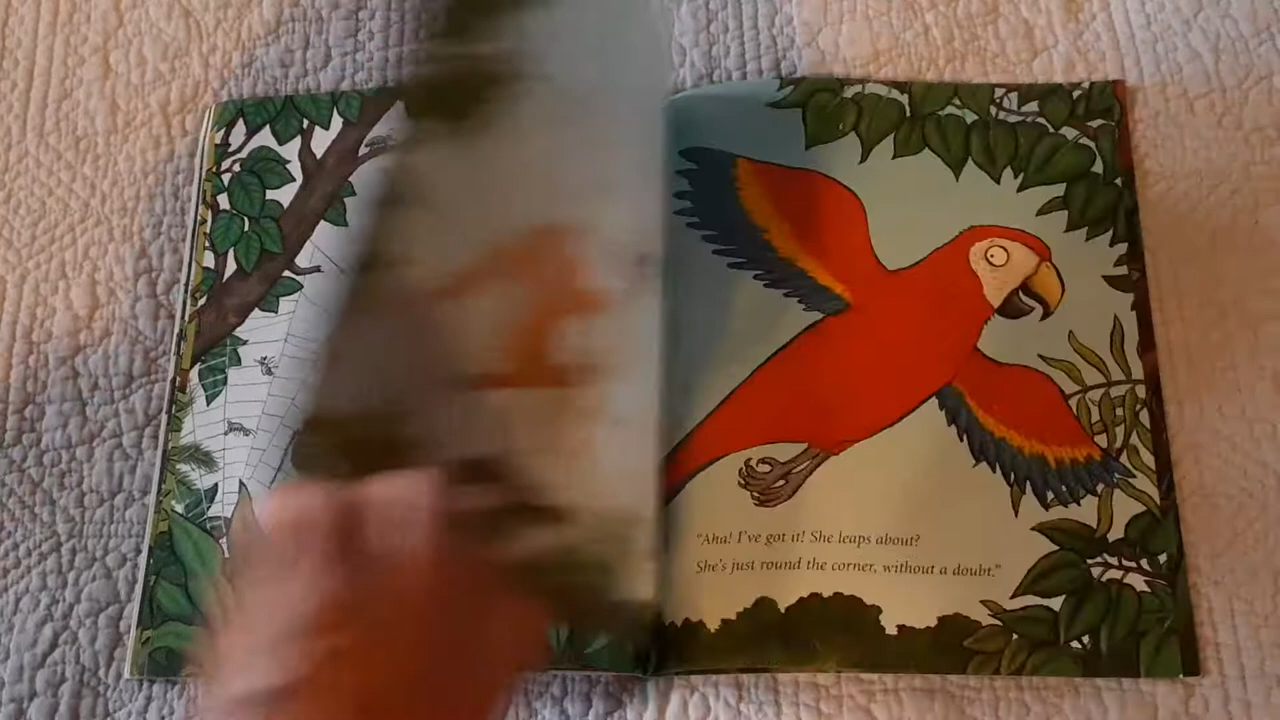 "Aha! I've got it! She leaps about?
She's just round the corner, without a doubt."